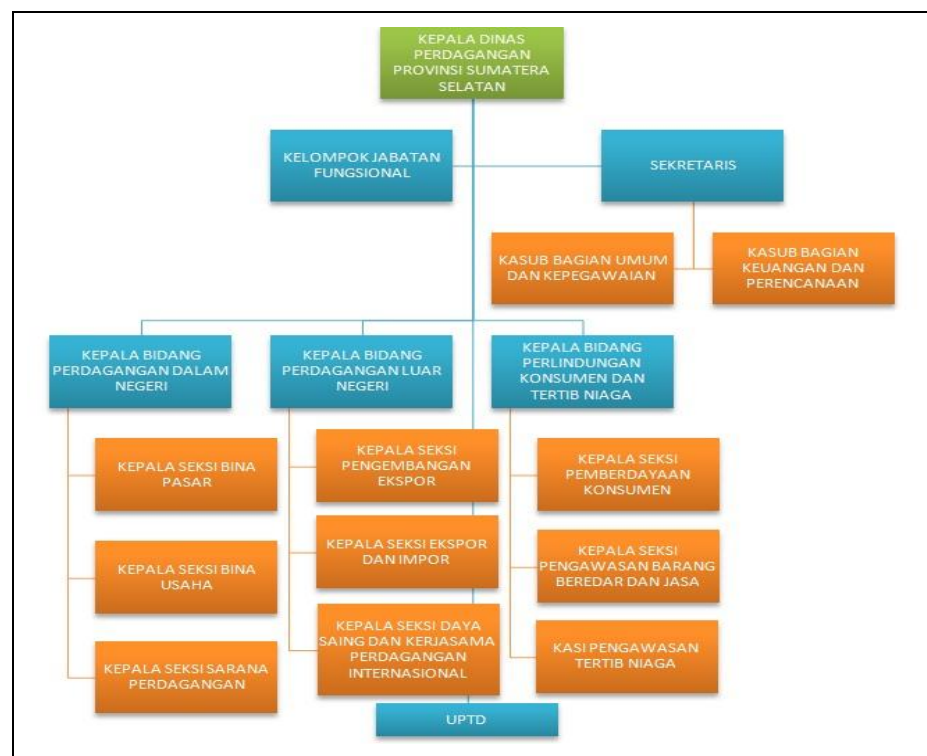 KEPALA DINAS
PERDAGANGAN
PROVINSI SUMATERA
SELATAN
KELOMPOK JABATAN
FUNGSIONAL
SEKRETARIS
KASUB BAGIAN UMUM
DAN KEPEGAWAIAN
KASUB BAGIAN
KEUANGAN DAN
PERENCANAAN
KEPALA BIDANG
PERDAGANGAN DALAM
NEGERI
KEPALA BIDANG
PERDAGANGAN LUAR
NEGERI
KEPALA BIDANG
PERLINDUNGAN
KONSUMEN DAN
TERTIB NIAGA
KEPALA SEKSI BINA
PASAR
KEPALA SEKSI BINA
USAHA
KEPALA SEKSI SARANA
PERDAGANGAN
KEPALA SEKSI
PENGEMBANGAN
EKSPOR
KEPALA SEKSI EKSPOR
DAN IMPOR
KEPALA SEKSI DAYA
SAING DAN KERJASAMA
PERDAGANGAN
INTERNASIONAL
KEPALA SEKSI
PEMBERDAYAAN
KONSUMEN
KEPALA SEKSI
PENGAWASAN BARANG
BEREDAR DAN JASA
KASI PENGAWASAN
TERTIB NIAGA
UPTD